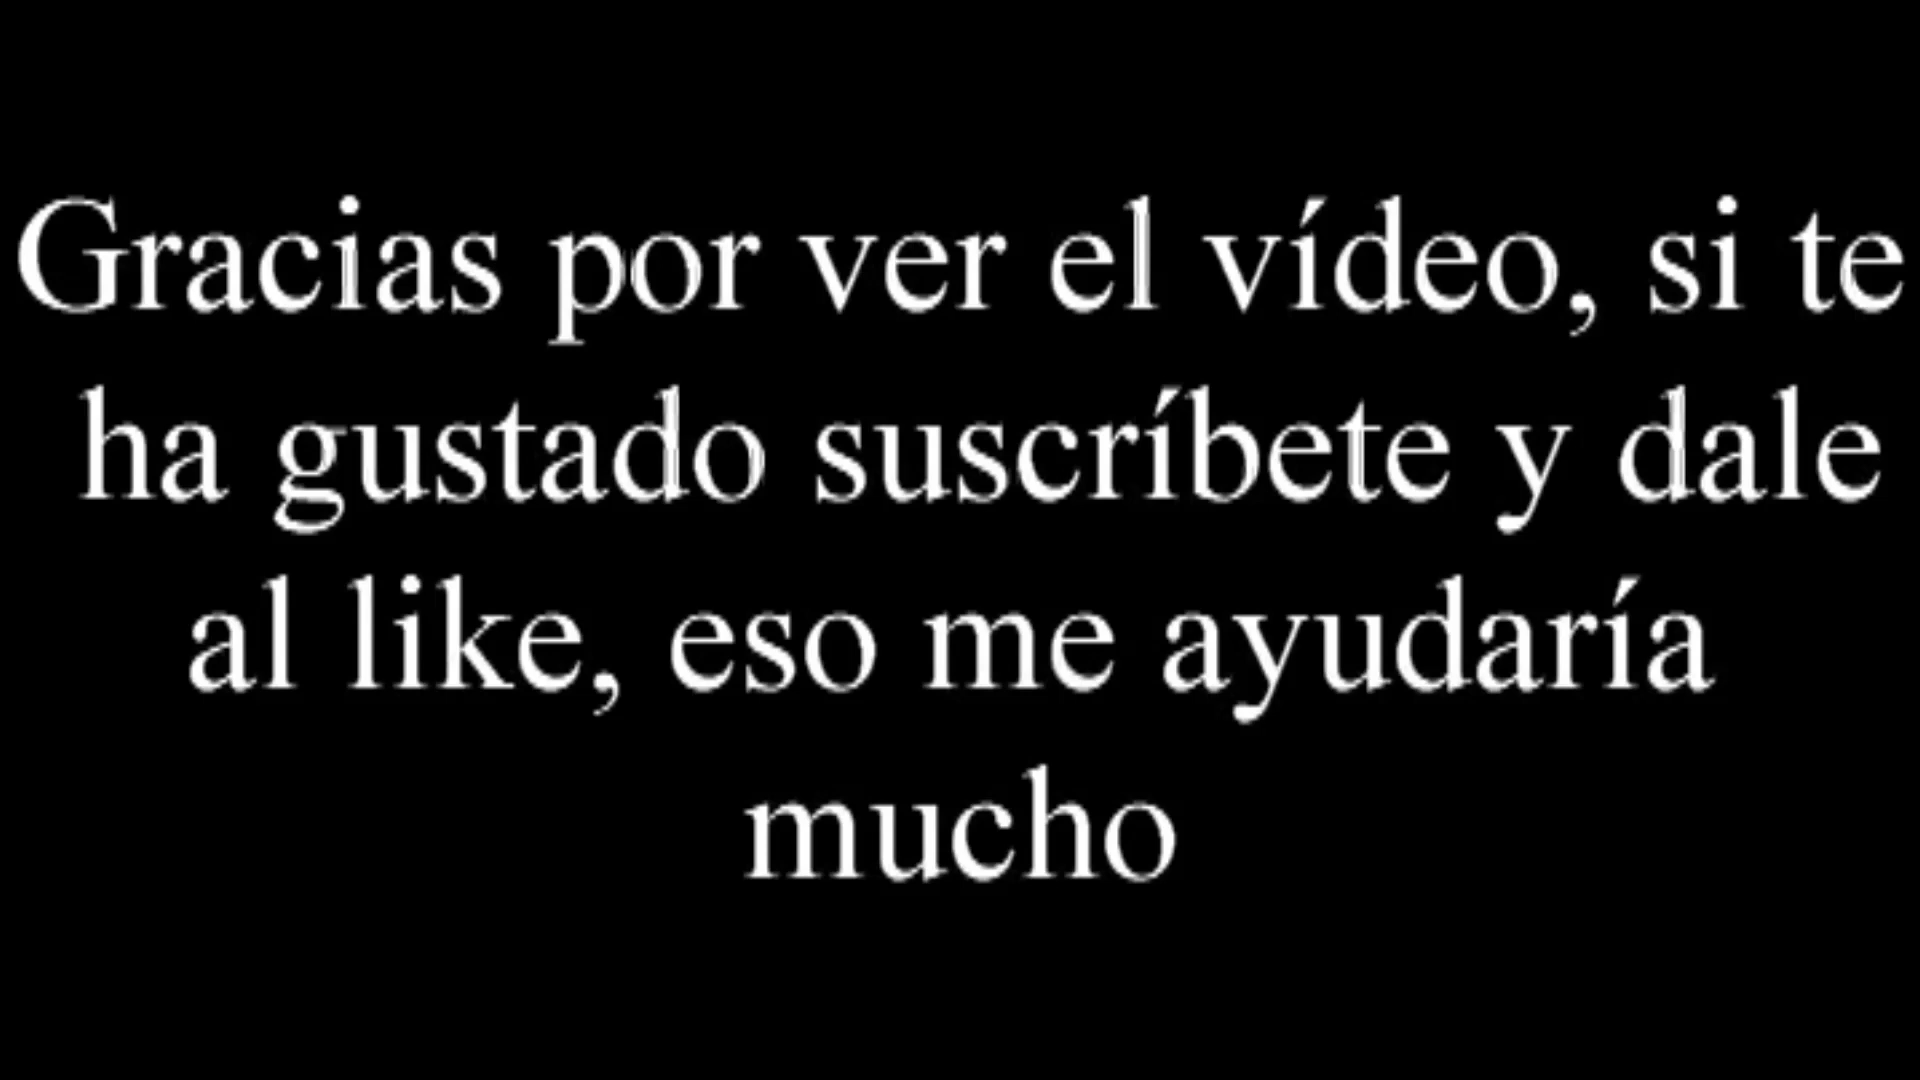 Gracias por ver el vídeo, si te
ha gustado suscríbete y dale
al like, eso me ayudaría
mucho